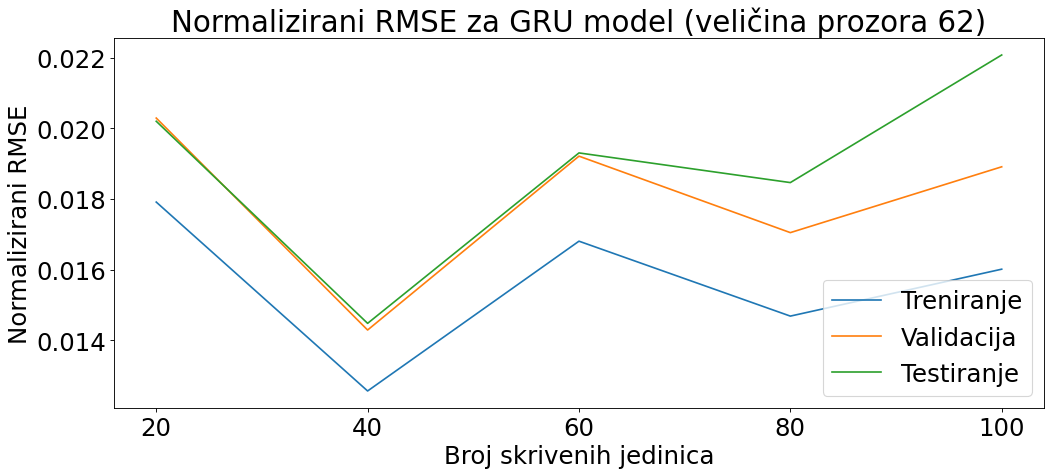 Normalizirani RMSE za GRU model (veličina prozora 62)
Normalizirani RMSE
0.022
0.020
0.018
0.016
0.014
Treniranje
Validacija
Testiranje
20 40 60 80 100
Broj skrivenih jedinica